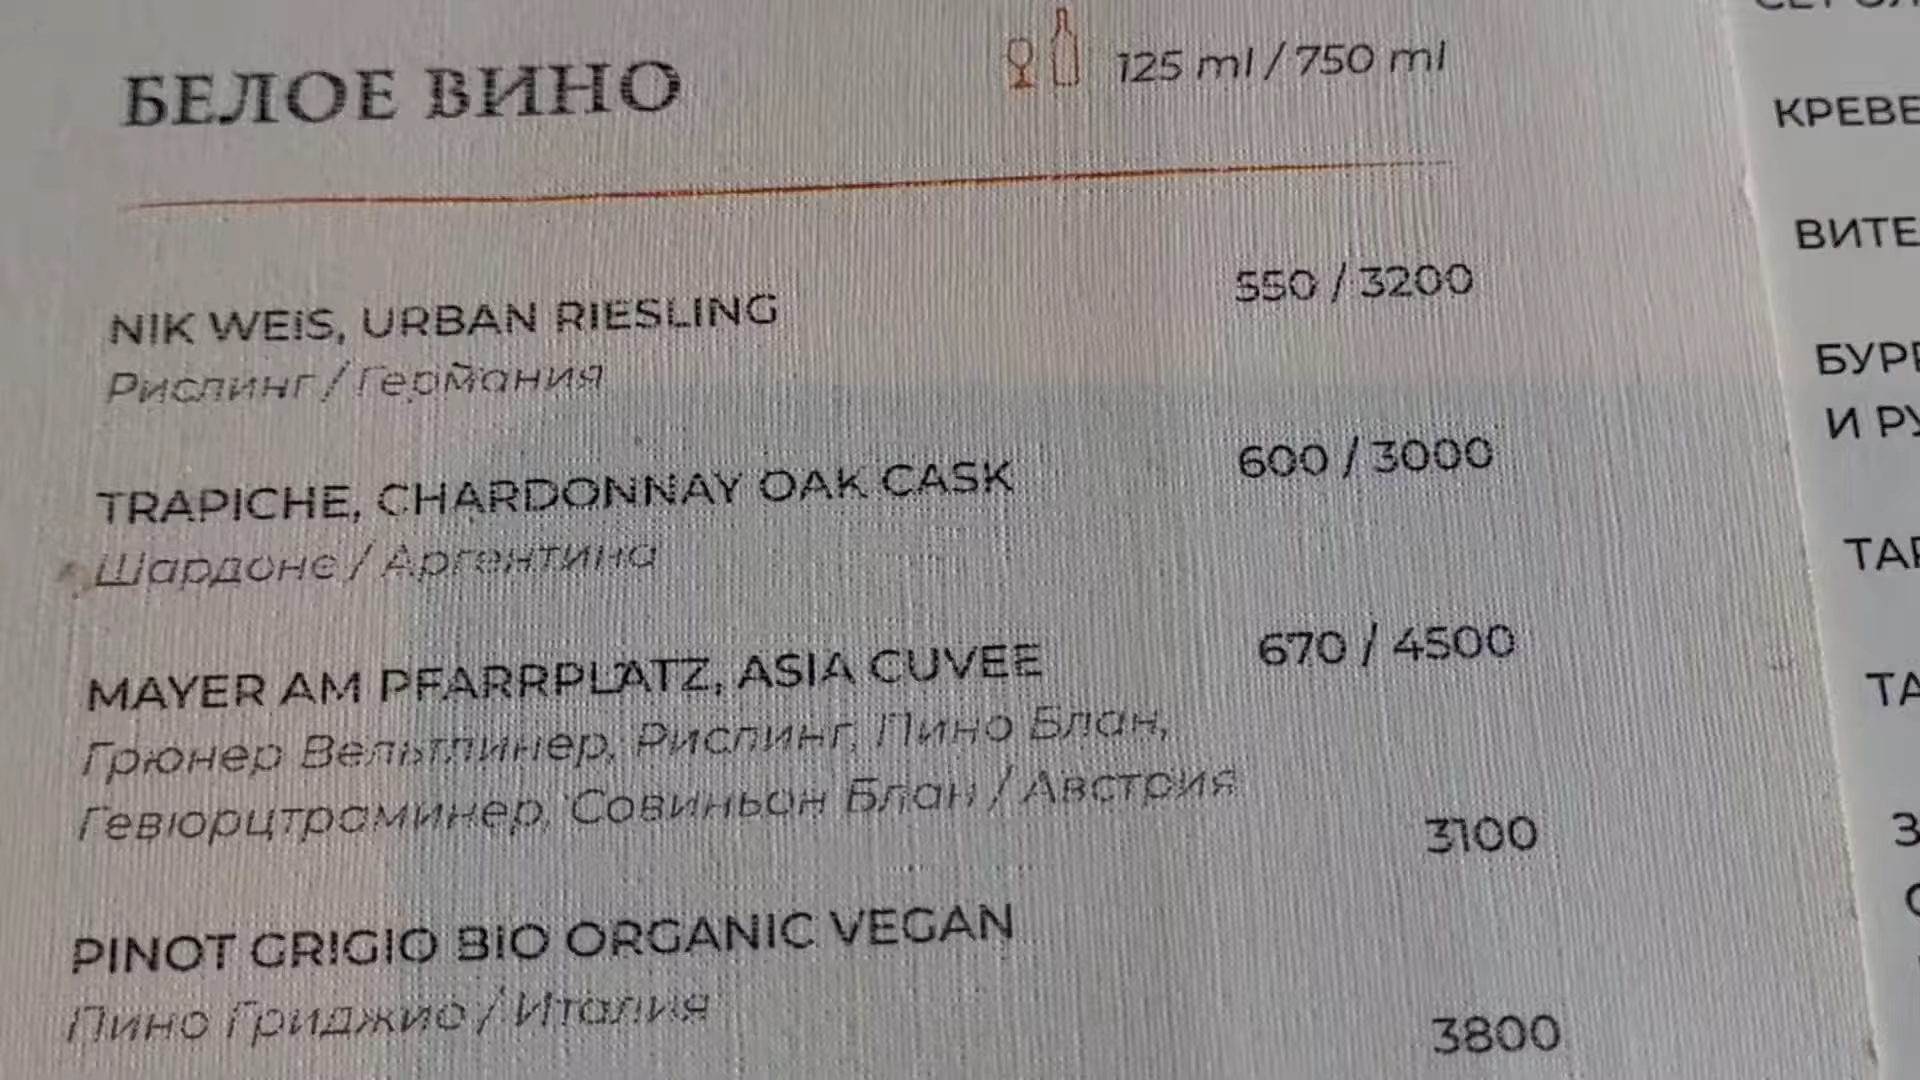 БЕЛОЕ ВИНО
125 ml / 750 ml
NIK WEIS, URBAN RIESLING
550 / 3200
Рислинг / Германия
TRAPICHE, CHARDONNAY OAK CASK
600 / 3000
Шардоне / Аргентина
MAYER AM PFARRPLATZ, ASIA CUVEE
670 / 4500
Грюнер Вельтлинер, Рислинг, Пино Блан,
Гевюрцтраминер, Совиньон Блан / Австрия
3100
PINOT GRIGIO BIO ORGANIC VEGAN
Пино Гриджио / Италия
3800
КРЕВЕ
ВИТЕ
БУР
И РУ
ТАР
ТА